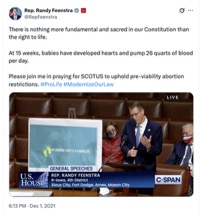 Rep. Randy Feenstra
@RepFeenstra
There is nothing more fundamental and sacred in our Constitution than
the right to life.
At 15 weeks, babies have developed hearts and pump 26 quarts of blood
per day.
Please join me in praying for SCOTUS to uphold pre-viability abortion
restrictions. #ProLife #ModernizeOurLaw
LIVE
GENERAL SPEECHES
U.S. HOUSE
REP. RANDY FEENSTRA
R-Iowa, 4th District
Sioux City, Fort Dodge, Ames, Mason City
C-SPAN
6:13 PM · Dec 1, 2021